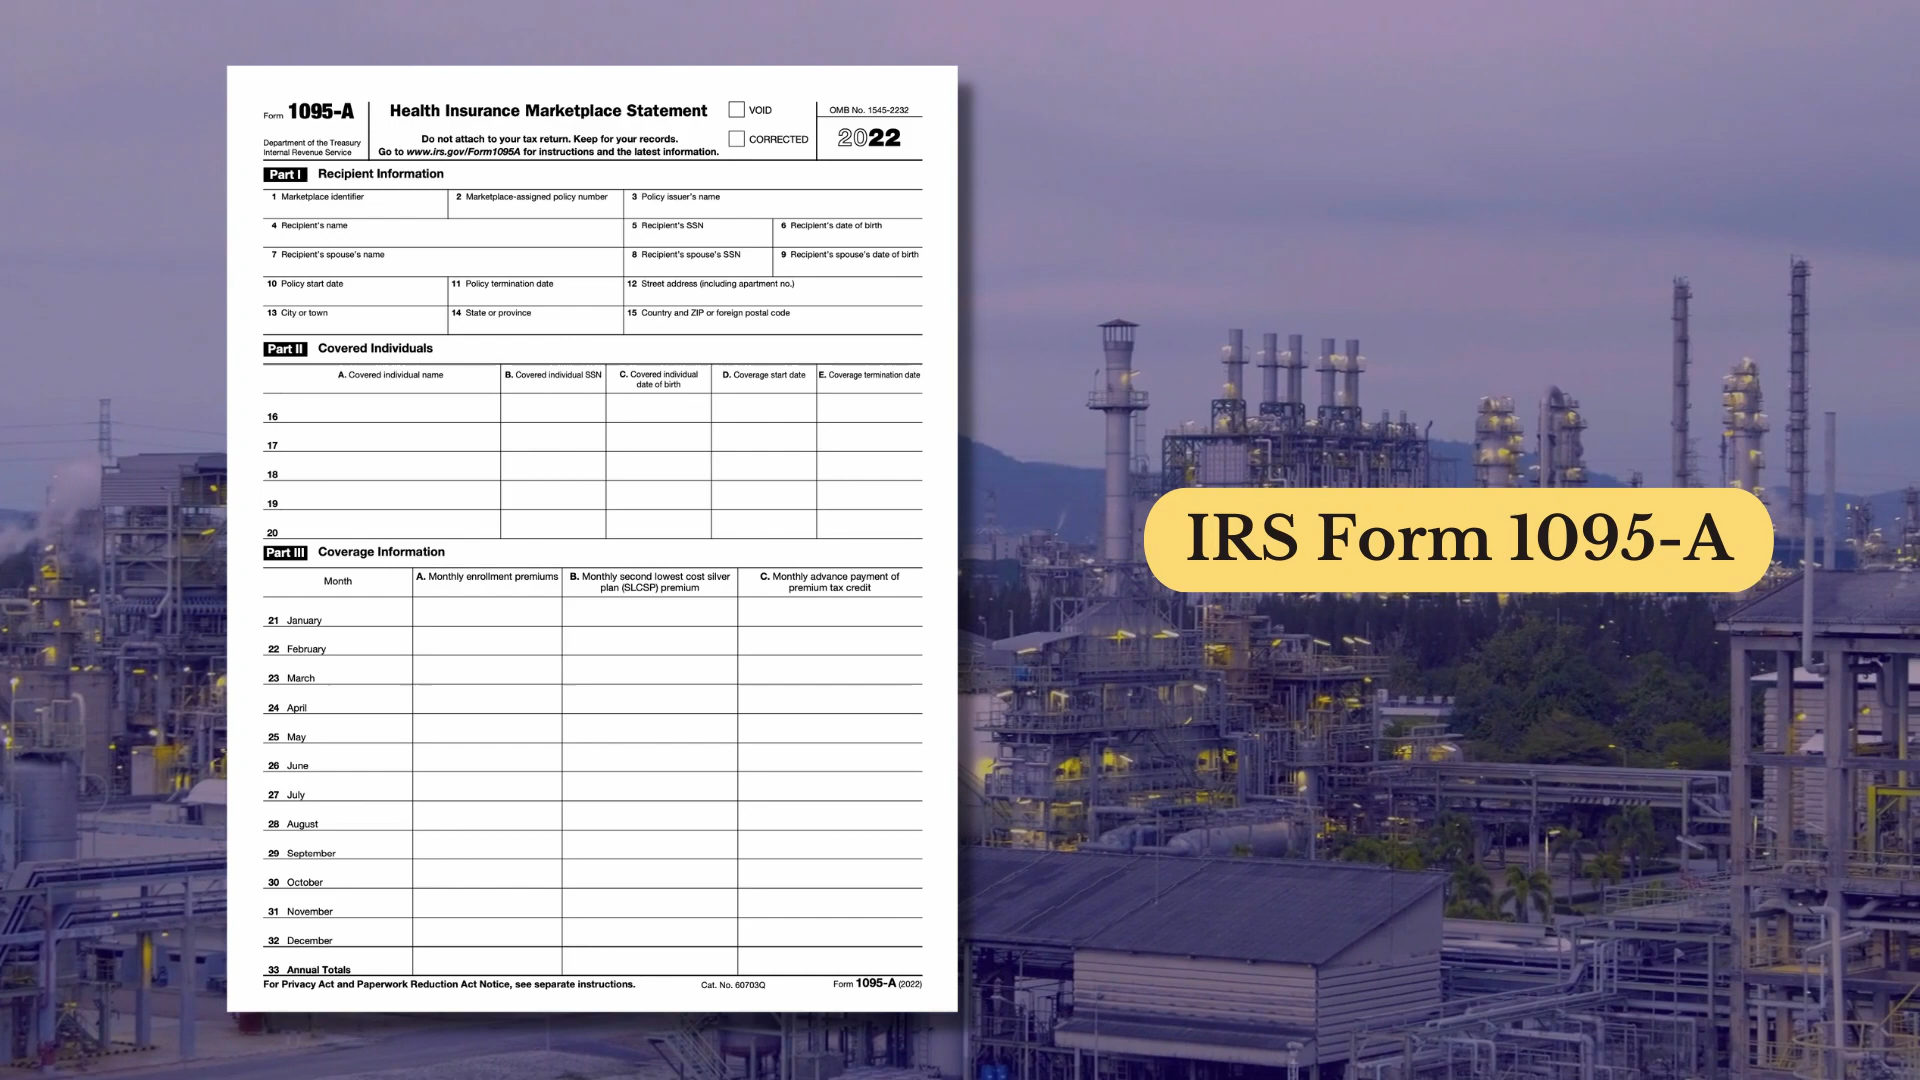 Form 1095-A
Department of the Treasury
Internal Revenue Service
Health Insurance Marketplace Statement
Do not attach to your tax return. Keep for your records.
Go to www.irs.gov/Form1095A for instructions and the latest information.
VOID
CORRECTED
OMB No. 1545-2232
2022
Part I Recipient Information
1 Marketplace identifier
2 Marketplace-assigned policy number
3 Policy issuer's name
4 Recipient's name
5 Recipient's SSN
6 Recipient's date of birth
7 Recipient's spouse's name
8 Recipient's spouse's SSN
9 Recipient's spouse's date of birth
10 Policy start date
11 Policy termination date
12 Street address (including apartment no.)
13 City or town
14 State or province
15 Country and ZIP or foreign postal code
Part II Covered Individuals
A. Covered individual name
B. Covered individual SSN
C. Covered individual
date of birth
D. Coverage start date
E. Coverage termination date
16
17
18
19
20
Part III Coverage Information
Month
A. Monthly enrollment premiums
B. Monthly second lowest cost silver
plan (SLCSP) premium
C. Monthly advance payment of
premium tax credit
21 January
22 February
23 March
24 April
25 May
26 June
27 July
28 August
29 September
30 October
31 November
32 December
33 Annual Totals
For Privacy Act and Paperwork Reduction Act Notice, see separate instructions.
Cat. No. 60703Q
Form 1095-A (2022)
IRS Form 1095-A